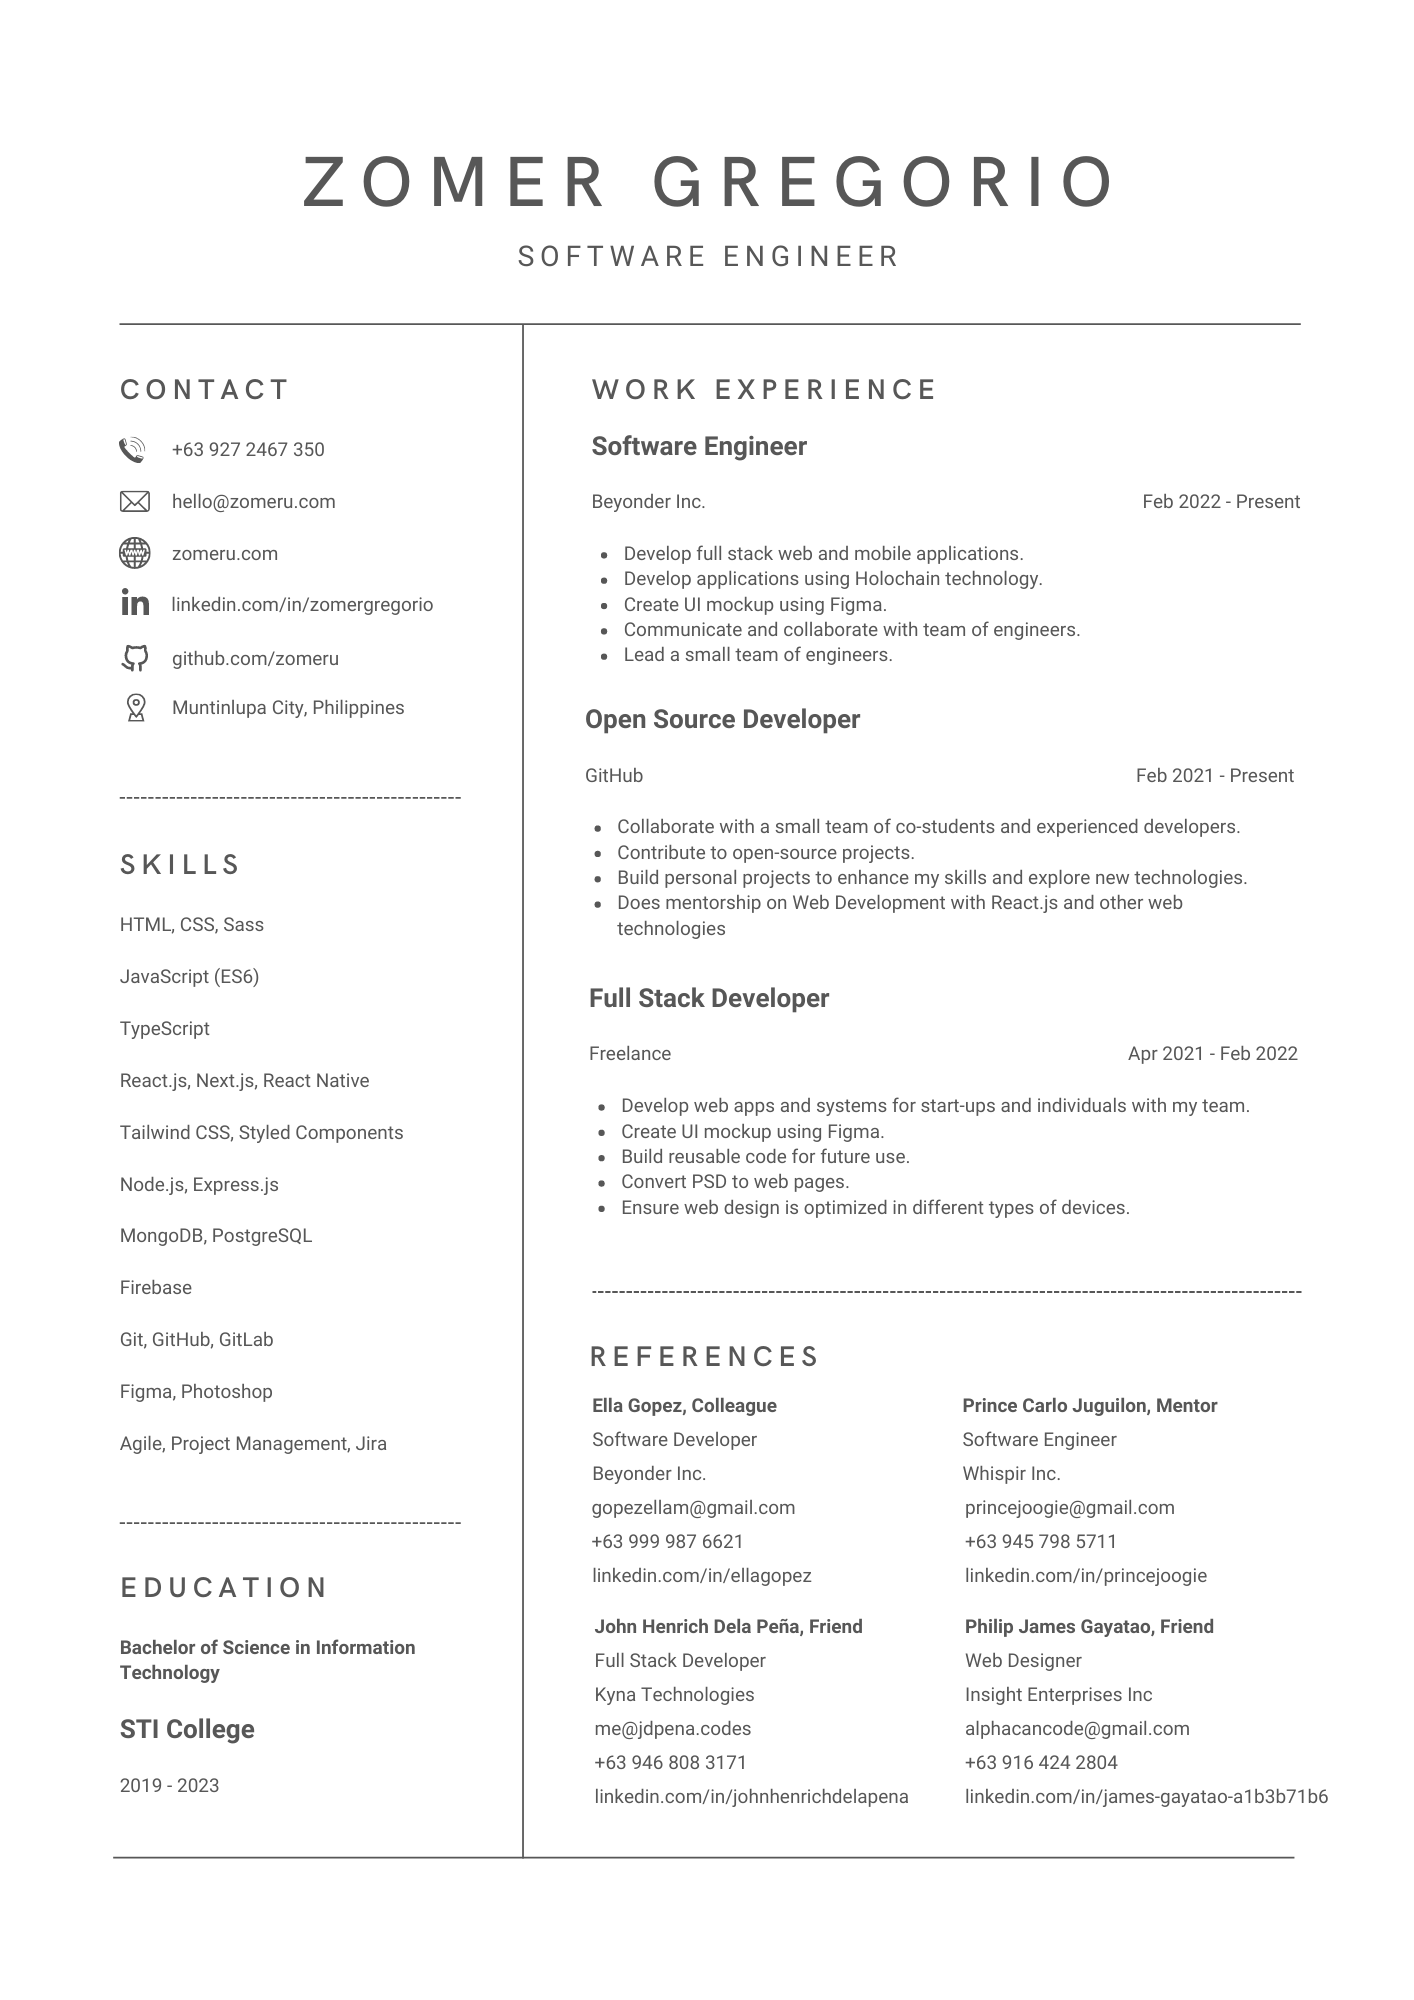 ZOMER GREGORIO
SOFTWARE ENGINEER
CONTACT
+63 927 2467 350
hello@zomeru.com
zomeru.com
linkedin.com/in/zomergregorio
github.com/zomeru
Muntinlupa City, Philippines
SKILLS
HTML, CSS, Sass
JavaScript (ES6)
TypeScript
React.js, Next.js, React Native
Tailwind CSS, Styled Components
Node.js, Express.js
MongoDB, PostgreSQL
Firebase
Git, GitHub, GitLab
Figma, Photoshop
Agile, Project Management, Jira
EDUCATION
Bachelor of Science in Information
Technology
STI College
2019 - 2023
WORK EXPERIENCE
Software Engineer
Beyonder Inc. Feb 2022 - Present
• Develop full stack web and mobile applications.
• Develop applications using Holochain technology.
• Create UI mockup using Figma.
• Communicate and collaborate with team of engineers.
• Lead a small team of engineers.
Open Source Developer
GitHub Feb 2021 - Present
• Collaborate with a small team of co-students and experienced developers.
• Contribute to open-source projects.
• Build personal projects to enhance my skills and explore new technologies.
• Does mentorship on Web Development with React.js and other web
technologies
Full Stack Developer
Freelance Apr 2021 - Feb 2022
• Develop web apps and systems for start-ups and individuals with my team.
• Create UI mockup using Figma.
• Build reusable code for future use.
• Convert PSD to web pages.
• Ensure web design is optimized in different types of devices.
REFERENCES
Ella Gopez, Colleague
Software Developer
Beyonder Inc.
gopezellam@gmail.com
+63 999 987 6621
linkedin.com/in/ellagopez
Prince Carlo Juguilon, Mentor
Software Engineer
Whispir Inc.
princejoogie@gmail.com
+63 945 798 5711
linkedin.com/in/princejoogie
John Henrich Dela Peña, Friend
Full Stack Developer
Kyna Technologies
me@jdpena.codes
+63 946 808 3171
linkedin.com/in/johnhenrichdelapena
Philip James Gayatao, Friend
Web Designer
Insight Enterprises Inc
alphacancode@gmail.com
+63 916 424 2804
linkedin.com/in/james-gayatao-a1b3b71b6